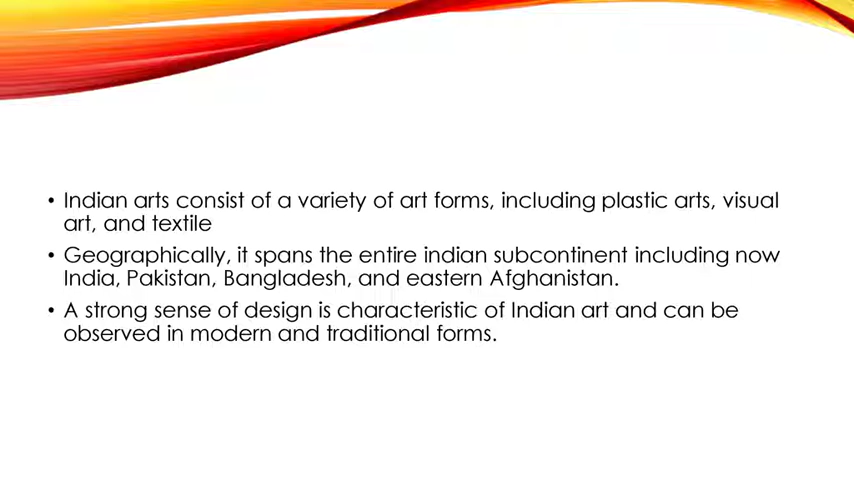 • Indian arts consist of a variety of art forms, including plastic arts, visual
art, and textile
• Geographically, it spans the entire indian subcontinent including now
India, Pakistan, Bangladesh, and eastern Afghanistan.
• A strong sense of design is characteristic of Indian art and can be
observed in modern and traditional forms.